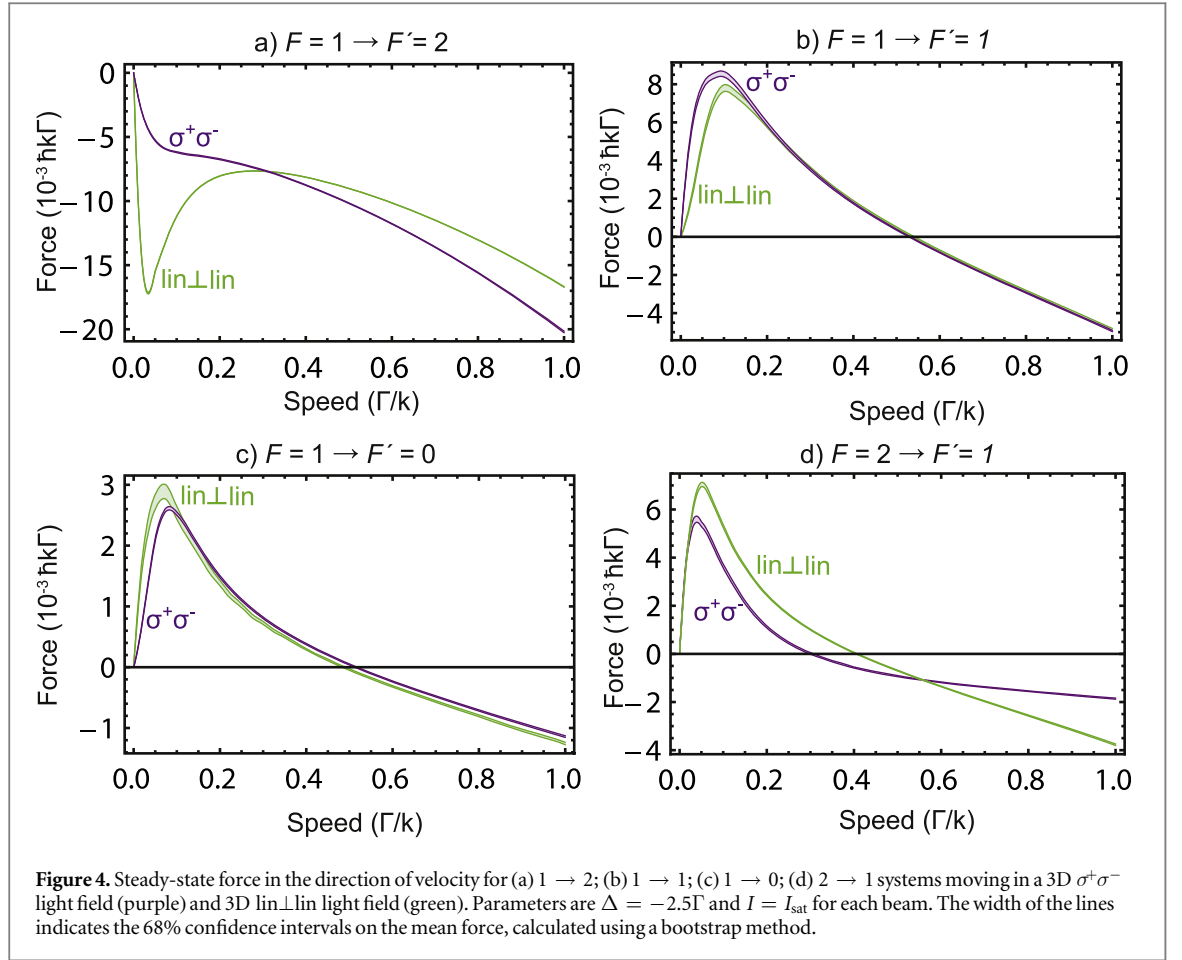 a) F = 1 → F′= 2
0
−5
−10
−15
−20
Force (10⁻³ħkΓ)
σ⁺σ⁻
lin⊥lin
0.0 0.2 0.4 0.6 0.8 1.0
Speed (Γ/k)
b) F = 1 → F′= 1
8
6
4
2
0
−2
−4
Force (10⁻³ħkΓ)
σ⁺σ⁻
lin⊥lin
0.0 0.2 0.4 0.6 0.8 1.0
Speed (Γ/k)
c) F = 1 → F′ = 0
3
2
1
0
−1
Force (10⁻³ħkΓ)
lin⊥lin
σ⁺σ⁻
0.0 0.2 0.4 0.6 0.8 1.0
Speed (Γ/k)
d) F = 2 → F′= 1
6
4
2
0
−2
−4
Force (10⁻³ħkΓ)
lin⊥lin
σ⁺σ⁻
0.0 0.2 0.4 0.6 0.8 1.0
Speed (Γ/k)
Figure 4. Steady-state force in the direction of velocity for (a) 1 → 2; (b) 1 → 1; (c) 1 → 0; (d) 2 → 1 systems moving in a 3D σ⁺σ⁻
light field (purple) and 3D lin⊥lin light field (green). Parameters are Δ = −2.5Γ and I = Isat for each beam. The width of the lines
indicates the 68% confidence intervals on the mean force, calculated using a bootstrap method.